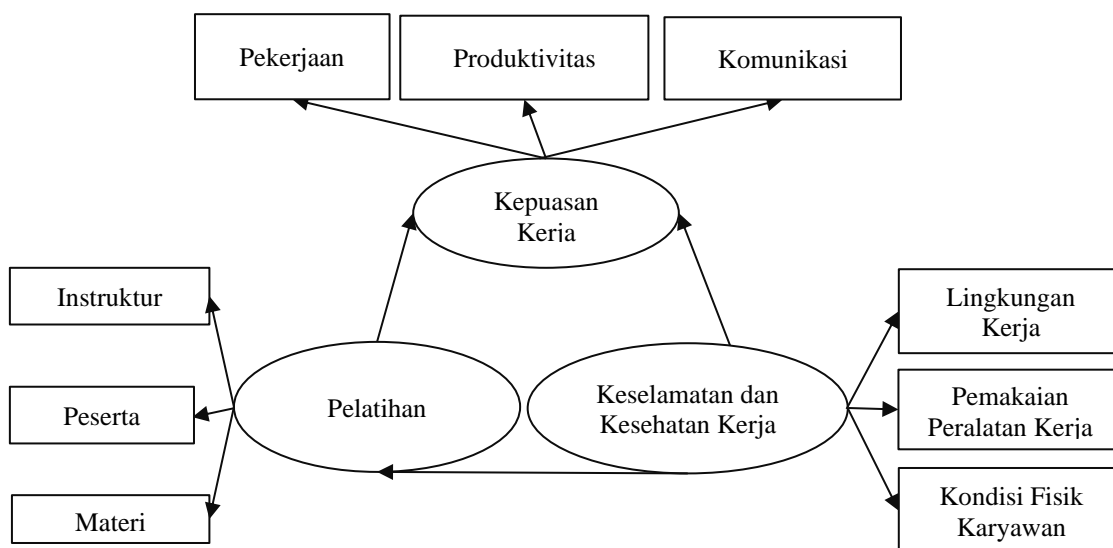 Pekerjaan
Produktivitas
Komunikasi
Kepuasan
Kerja
Instruktur
Peserta
Materi
Pelatihan
Keselamatan dan
Kesehatan Kerja
Lingkungan
Kerja
Pemakaian
Peralatan Kerja
Kondisi Fisik
Karyawan